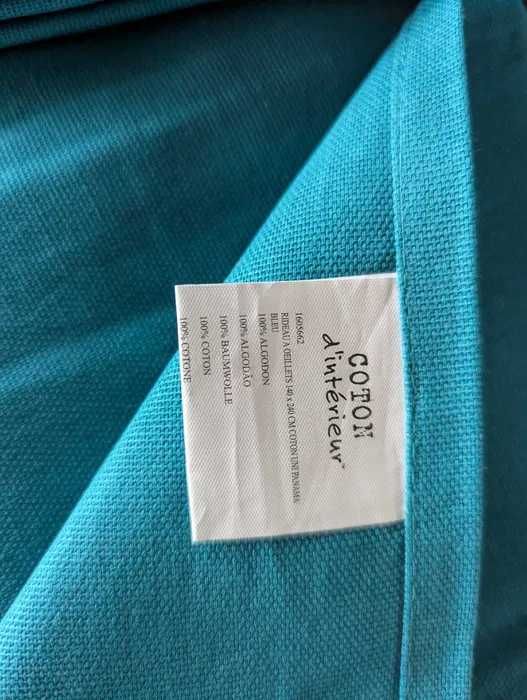 COTON
d'intérieur™
1605662
RIDEAU A OEILLETS 140 x 240 CM COTON UNI PANAMA
BLEU
100% ALGODON
100% ALGODÃO
100% BAUMWOLLE
100% COTON
100% COTONE